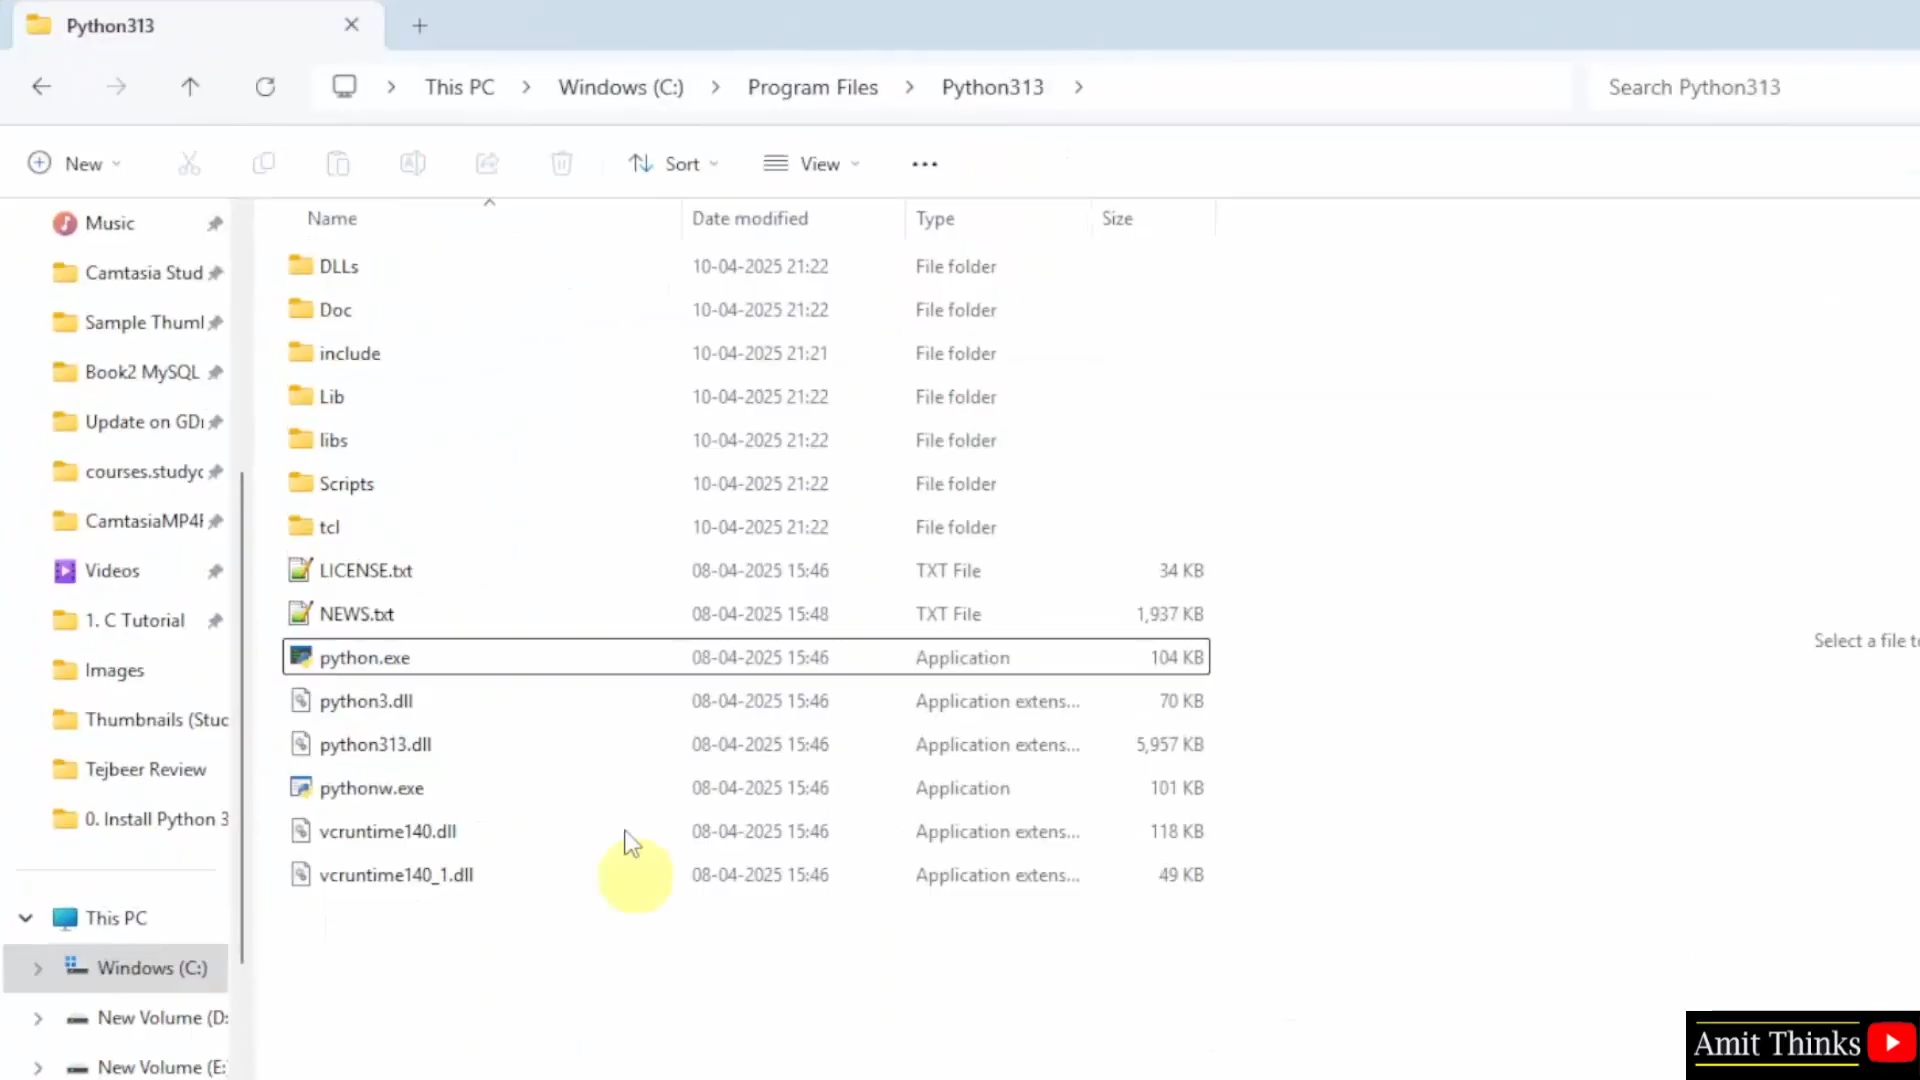 Python313
This PC > Windows (C:) > Program Files > Python313 >
Search Python313
New
Sort
View
Name
Date modified
Type
Size
Music
Camtasia Stud
Sample Thuml
Book2 MySQL
Update on GD
courses.studyc
CamtasiaMP4F
Videos
1. C Tutorial
Images
Thumbnails (Stuc
Tejbeer Review
0. Install Python 3
This PC
Windows (C:)
New Volume (D:
New Volume (E:
DLLs 10-04-2025 21:22 File folder
Doc 10-04-2025 21:22 File folder
include 10-04-2025 21:21 File folder
Lib 10-04-2025 21:22 File folder
libs 10-04-2025 21:22 File folder
Scripts 10-04-2025 21:22 File folder
tcl 10-04-2025 21:22 File folder
LICENSE.txt 08-04-2025 15:46 TXT File 34 KB
NEWS.txt 08-04-2025 15:48 TXT File 1,937 KB
python.exe 08-04-2025 15:46 Application 104 KB
python3.dll 08-04-2025 15:46 Application extens... 70 KB
python313.dll 08-04-2025 15:46 Application extens... 5,957 KB
pythonw.exe 08-04-2025 15:46 Application 101 KB
vcruntime140.dll 08-04-2025 15:46 Application extens... 118 KB
vcruntime140_1.dll 08-04-2025 15:46 Application extens... 49 KB
Select a file to
Amit Thinks